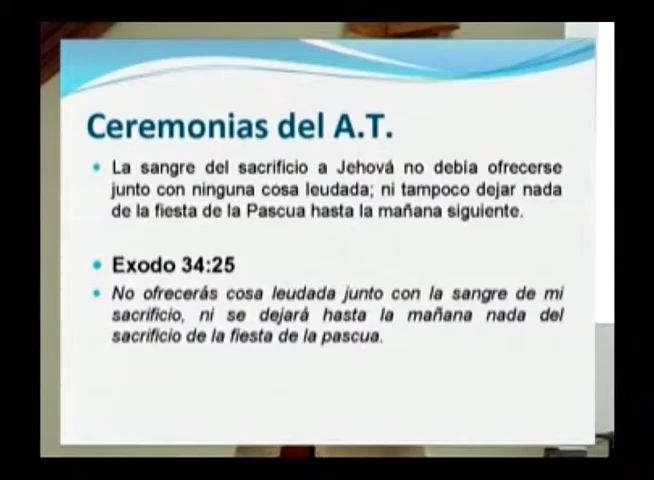 Ceremonias del A.T.
La sangre del sacrificio a Jehová no debía ofrecerse
junto con ninguna cosa leudada; ni tampoco dejar nada
de la fiesta de la Pascua hasta la mañana siguiente.
Exodo 34:25
No ofrecerás cosa leudada junto con la sangre de mi
sacrificio, ni se dejará hasta la mañana nada del
sacrificio de la fiesta de la pascua.